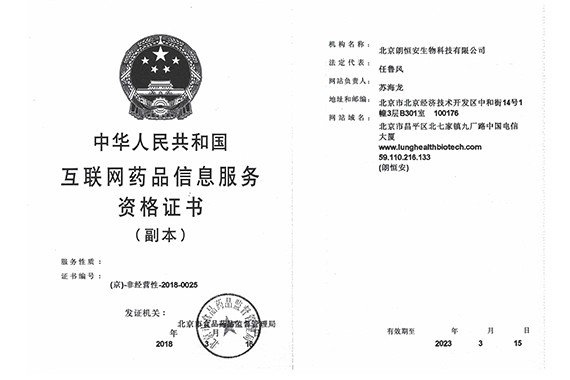 中华人民共和国
互联网药品信息服务
资格证书
（副本）
服务性质：
证书编号：
(京)-非经营性-2018-0025
发证机关：
北京市食品药品监督管理局
年 月 日
2018 3 16
机构名称： 北京朗恒安生物科技有限公司
法定代表： 任鲁风
网站负责人： 苏海龙
地址和邮编： 北京市北京经济技术开发区中和街14号1
幢3层B301室 100176
网站域名： 北京市昌平区北七家镇九厂路中国电信
大厦
www.lunghealthbiotech.com
59.110.216.133
(朗恒安)
有效期至 年 月 日
2023 3 15